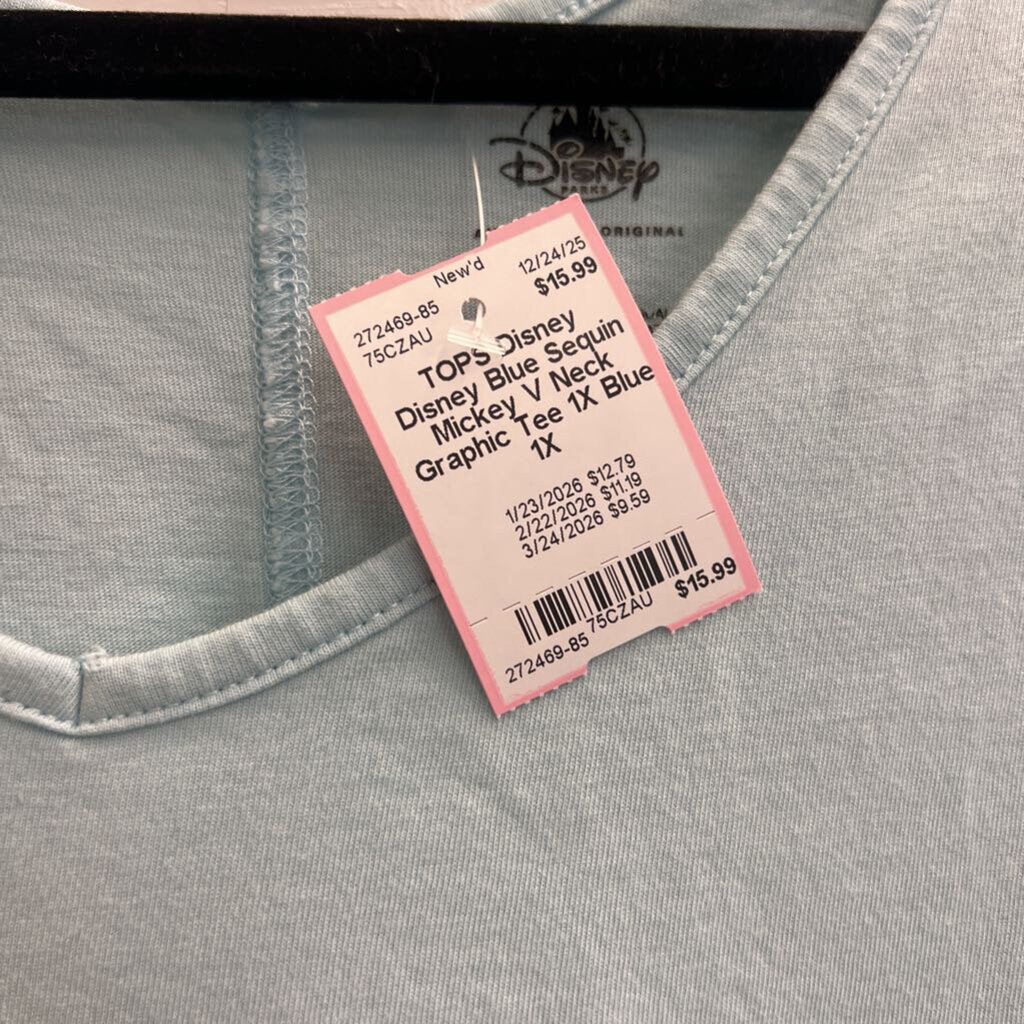 Disney
PARKS
ORIGINAL
New'd
12/24/25
272469-85
$15.99
75CZAU
TOPS Disney
Disney Blue Sequin
Mickey V Neck
Graphic Tee 1X Blue
1X
1/23/2026 $12.79
2/22/2026 $11.19
3/24/2026 $9.59
272469-85 75CZAU $15.99